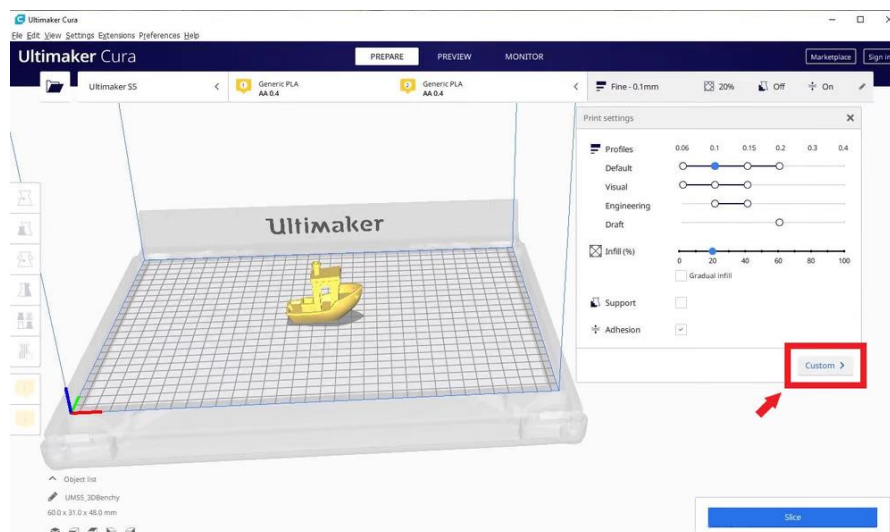 Ultimaker Cura
File Edit View Settings Extensions Preferences Help
Ultimaker Cura PREPARE PREVIEW MONITOR Marketplace Sign in
Ultimaker S5 1 Generic PLA AA 0.4 2 Generic PLA AA 0.4 Fine - 0.1mm 20% Off On
Print settings
Profiles 0.06 0.1 0.15 0.2 0.3 0.4
Default
Visual
Engineering
Draft
Infill (%)
0 20 40 60 80 100
Gradual infill
Support
Adhesion
Custom
Ultimaker
Object list
UMS5_3DBenchy
60.0 x 31.0 x 48.0 mm
Slice